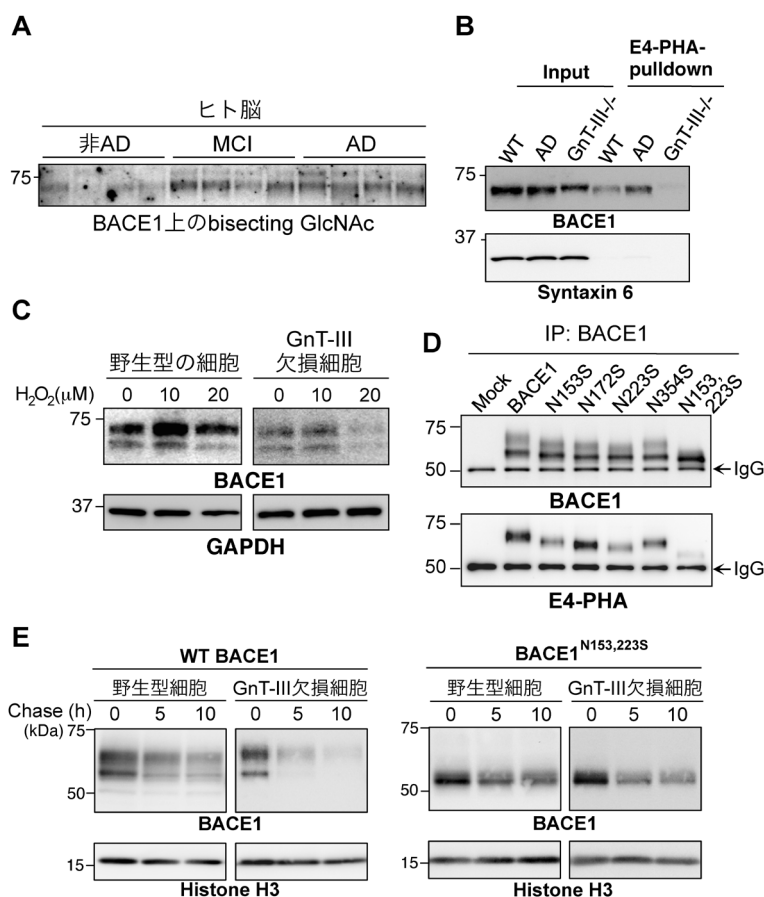 A
ヒト脳
非AD MCI AD
75
BACE1上のbisecting GlcNAc
B
E4-PHA-
pulldown
Input
WT AD GnT-III-/- WT AD GnT-III-/-
75
BACE1
37
Syntaxin 6
C
野生型の細胞
GnT-III
欠損細胞
H2O2(μM) 0 10 20 0 10 20
75
BACE1
37
GAPDH
D
IP: BACE1
Mock BACE1 N153S N172S N223S N354S N153,
223S
75
50 IgG
BACE1
75
50 IgG
E4-PHA
E
WT BACE1
野生型細胞 GnT-III欠損細胞
Chase (h) 0 5 10 0 5 10
(kDa) 75
50
BACE1
15
Histone H3
BACE1N153,223S
野生型細胞 GnT-III欠損細胞
0 5 10 0 5 10
75
50
BACE1
15
Histone H3